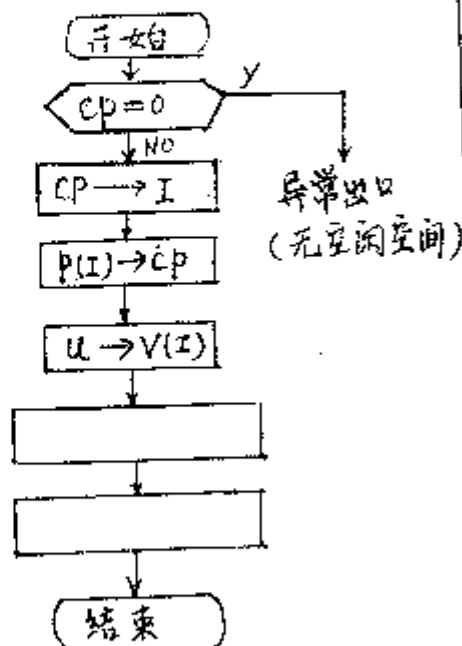 开始
CP=0
Y
NO
CP→I
异常出口
(无空闲空间)
P(I)→CP
U→V(I)
结束